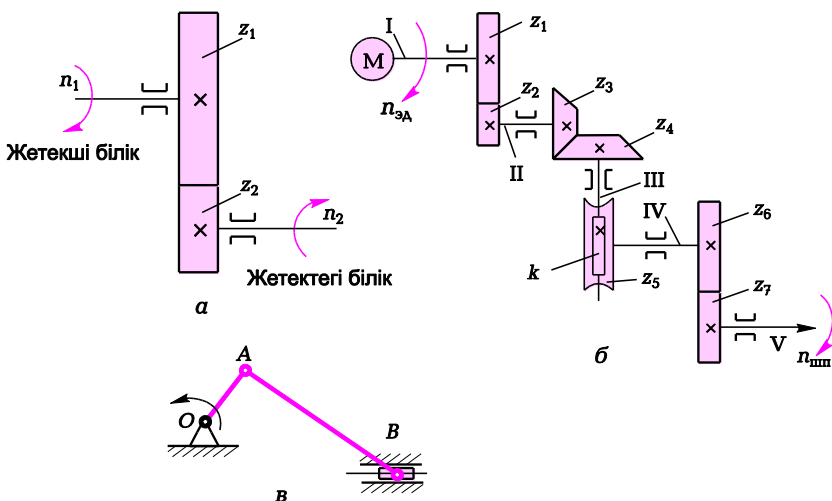 z1
n1
Жетекші білік
z2
n2
Жетектегі білік
а
I
М
nэд
z1
z2
z3
z4
II
III
IV
k
z5
z6
z7
V
nшп
б
A
O
B
в